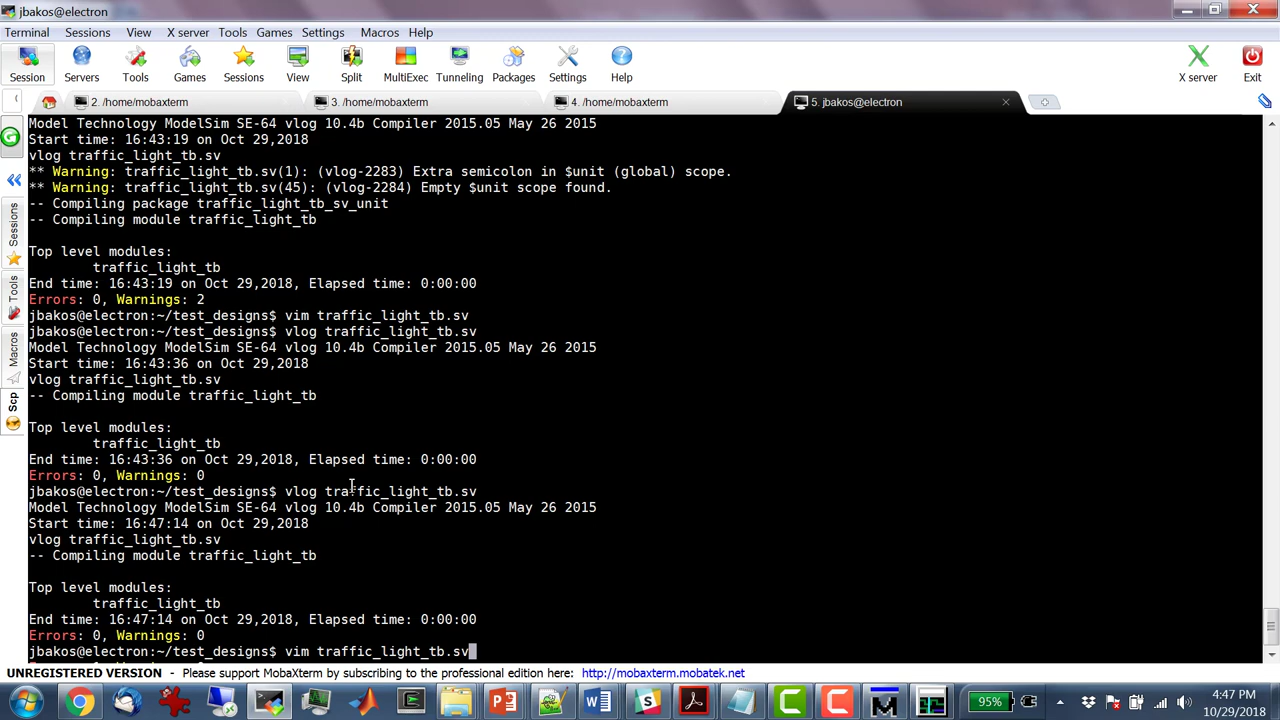 jbakos@electron
Terminal Sessions View X server Tools Games Settings Macros Help
Session Servers Tools Games Sessions View Split MultiExec Tunneling Packages Settings Help X server Exit
2. /home/mobaxterm 3. /home/mobaxterm 4. /home/mobaxterm 5. jbakos@electron
Sessions
Tools
Macros
Scp
Model Technology ModelSim SE-64 vlog 10.4b Compiler 2015.05 May 26 2015
Start time: 16:43:19 on Oct 29,2018
vlog traffic_light_tb.sv
** Warning: traffic_light_tb.sv(1): (vlog-2283) Extra semicolon in $unit (global) scope.
** Warning: traffic_light_tb.sv(45): (vlog-2284) Empty $unit scope found.
-- Compiling package traffic_light_tb_sv_unit
-- Compiling module traffic_light_tb
Top level modules:
traffic_light_tb
End time: 16:43:19 on Oct 29,2018, Elapsed time: 0:00:00
Errors: 0, Warnings: 2
jbakos@electron:~/test_designs$ vim traffic_light_tb.sv
jbakos@electron:~/test_designs$ vlog traffic_light_tb.sv
Model Technology ModelSim SE-64 vlog 10.4b Compiler 2015.05 May 26 2015
Start time: 16:43:36 on Oct 29,2018
vlog traffic_light_tb.sv
-- Compiling module traffic_light_tb
Top level modules:
traffic_light_tb
End time: 16:43:36 on Oct 29,2018, Elapsed time: 0:00:00
Errors: 0, Warnings: 0
jbakos@electron:~/test_designs$ vlog traffic_light_tb.sv
Model Technology ModelSim SE-64 vlog 10.4b Compiler 2015.05 May 26 2015
Start time: 16:47:14 on Oct 29,2018
vlog traffic_light_tb.sv
-- Compiling module traffic_light_tb
Top level modules:
traffic_light_tb
End time: 16:47:14 on Oct 29,2018, Elapsed time: 0:00:00
Errors: 0, Warnings: 0
jbakos@electron:~/test_designs$ vim traffic_light_tb.sv
UNREGISTERED VERSION - Please support MobaXterm by subscribing to the professional edition here: http://mobaxterm.mobatek.net
95% 4:47 PM
10/29/2018